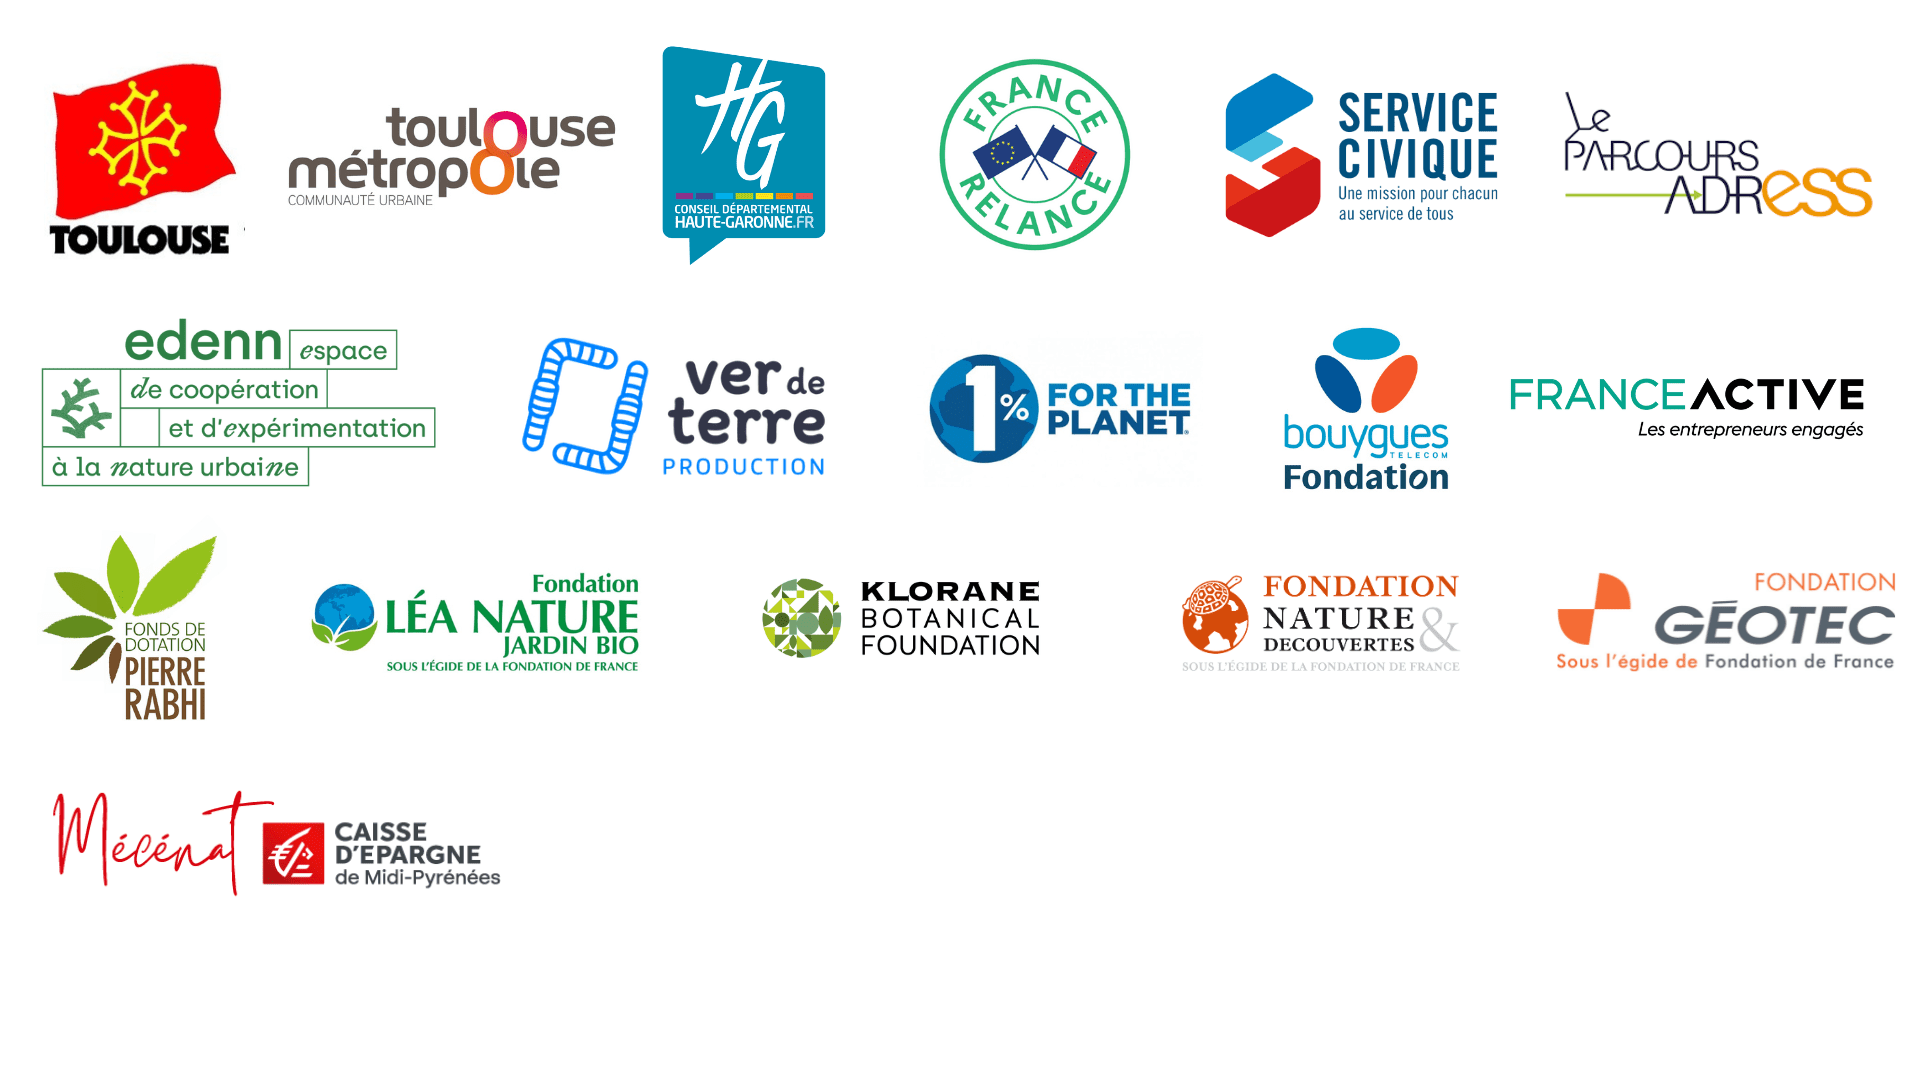 TOULOUSE
toulouse
métropole
COMMUNAUTÉ URBAINE
HG
CONSEIL DÉPARTEMENTAL
HAUTE-GARONNE.FR
FRANCE
RELANCE
SERVICE
CIVIQUE
Une mission pour chacun
au service de tous
Le
PARCOURS
ADRESS
edenn espace
de coopération
et d'expérimentation
à la nature urbaine
ver de
terre
PRODUCTION
1% FOR THE
PLANET
bouygues
TELECOM
Fondation
FRANCE ACTIVE
Les entrepreneurs engagés
FONDS DE
DOTATION
PIERRE
RABHI
Fondation
LÉA NATURE
JARDIN BIO
SOUS L'ÉGIDE DE LA FONDATION DE FRANCE
KLORANE
BOTANICAL
FOUNDATION
FONDATION
NATURE &
DECOUVERTES
SOUS L'ÉGIDE DE LA FONDATION DE FRANCE
FONDATION
GÉOTEC
Sous l'égide de Fondation de France
Mécénat
CAISSE
D'EPARGNE
de Midi-Pyrénées